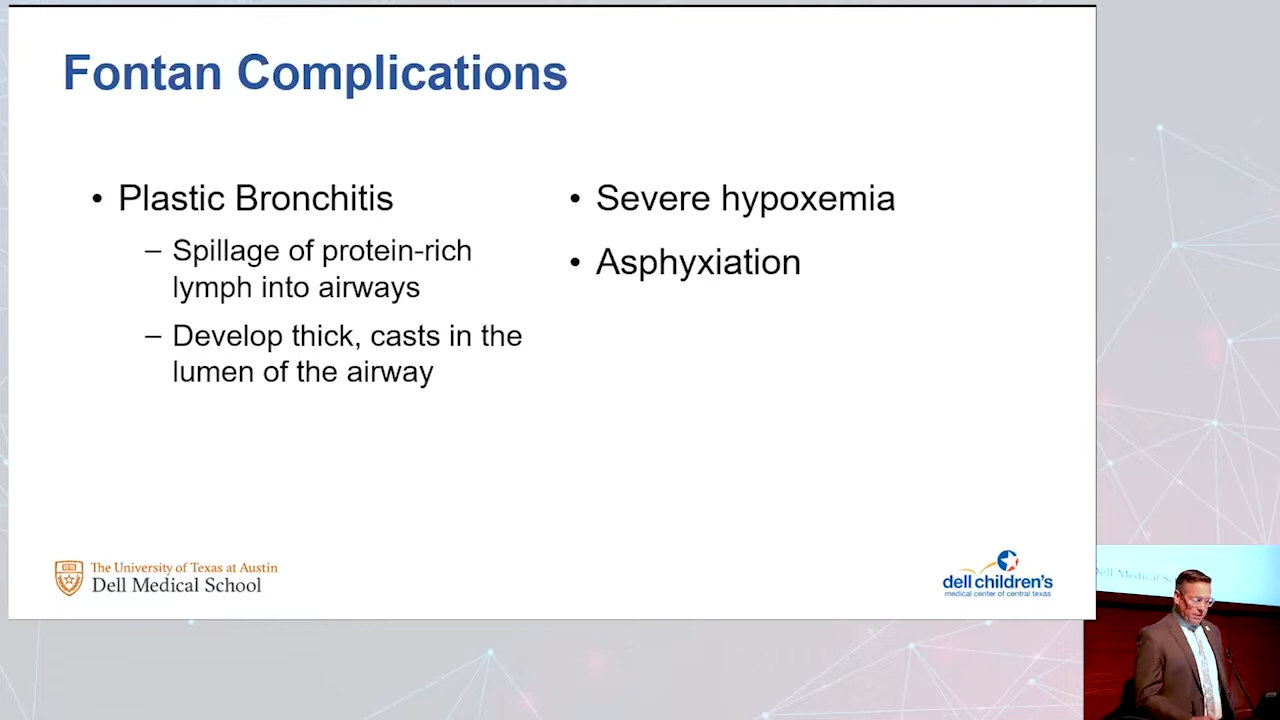 Fontan Complications
• Plastic Bronchitis
– Spillage of protein-rich
lymph into airways
– Develop thick, casts in the
lumen of the airway
• Severe hypoxemia
• Asphyxiation
The University of Texas at Austin
Dell Medical School
dell children's
medical center of central texas
Dell Medical